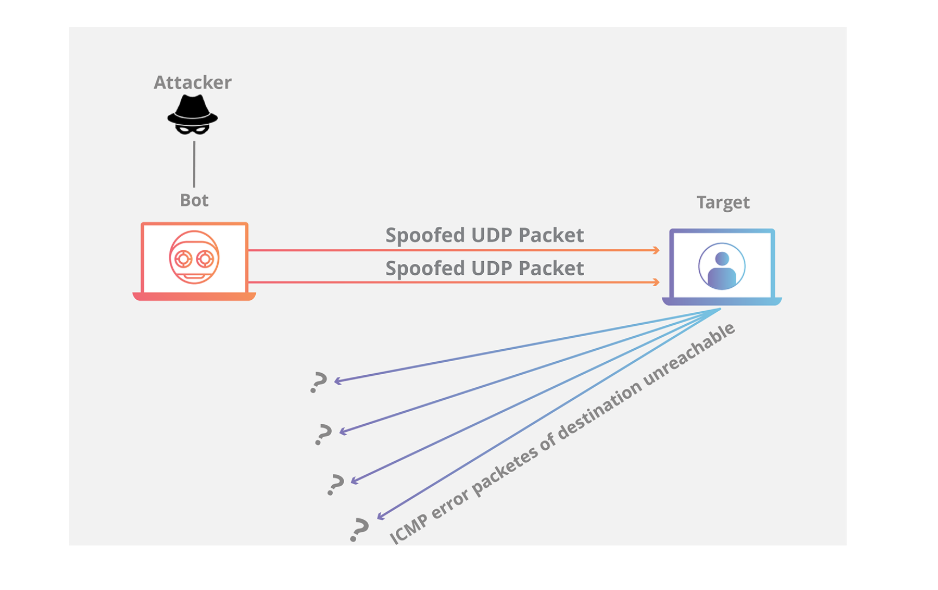 Attacker
Bot
Target
Spoofed UDP Packet
Spoofed UDP Packet
?
?
?
?
ICMP error packetes of destination unreachable